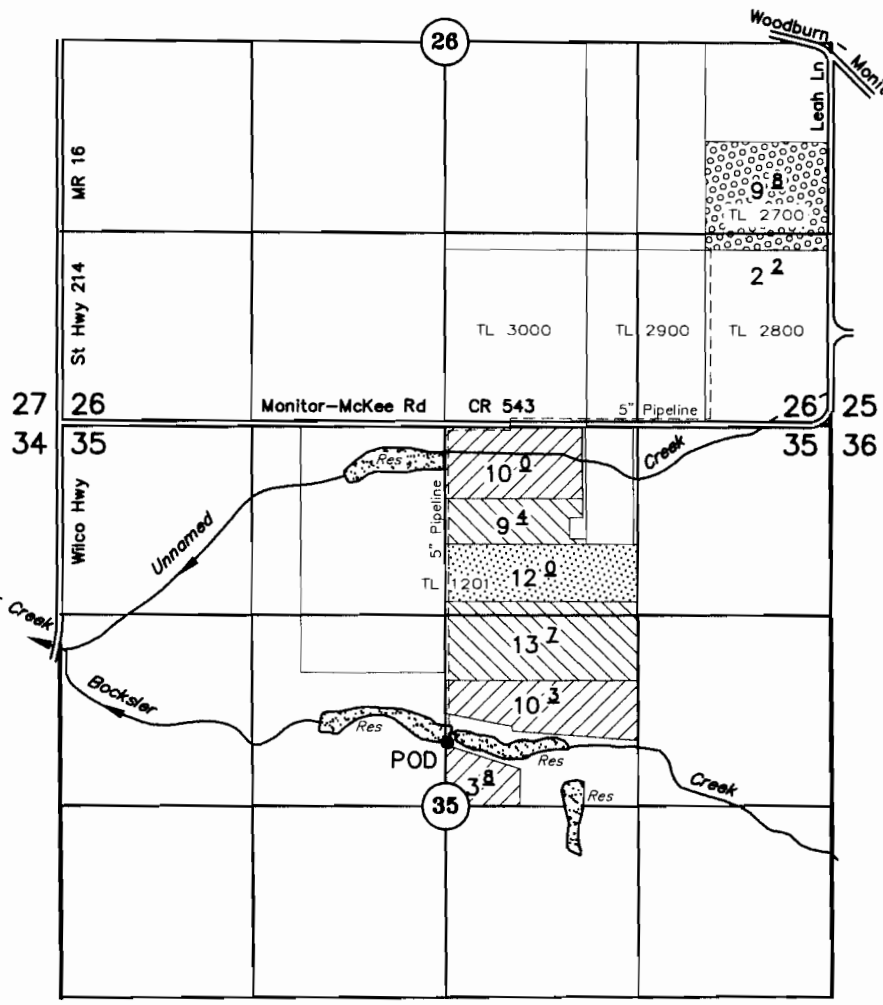 26
Woodburn - Monit
Leah Ln
MR 16
9 8
TL 2700
2 2
St Hwy 214
TL 3000
TL 2900
TL 2800
27 26
Monitor-McKee Rd CR 543
5" Pipeline
26 25
34 35
35 36
Res
10 0
Creek
Wilco Hwy
5" Pipeline
9 4
Unnamed
TL 1201
12 0
Creek
13 7
Bocksler
10 3
Res
POD
Res
3 8
Res
Creek
35